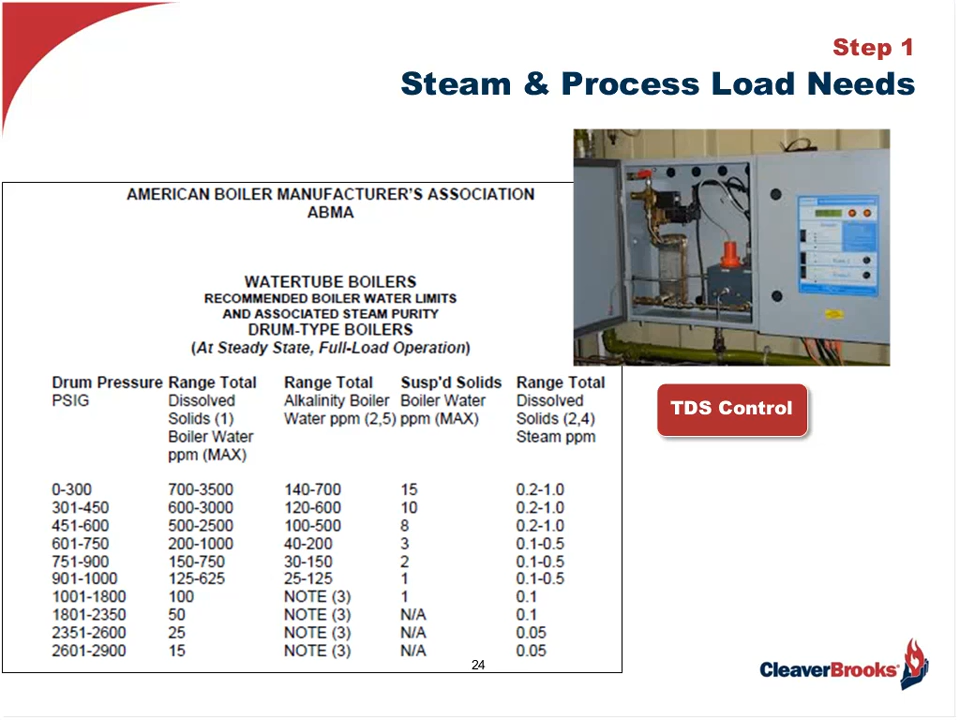 Step 1
Steam & Process Load Needs
AMERICAN BOILER MANUFACTURER'S ASSOCIATION
ABMA
WATERTUBE BOILERS
RECOMMENDED BOILER WATER LIMITS
AND ASSOCIATED STEAM PURITY
DRUM-TYPE BOILERS
(At Steady State, Full-Load Operation)
Drum Pressure Range Total Range Total Susp'd Solids Range Total
PSIG Dissolved Alkalinity Boiler Boiler Water Dissolved
Solids (1) Water ppm (2,5) ppm (MAX) Solids (2,4)
Boiler Water Steam ppm
ppm (MAX)
0-300 700-3500 140-700 15 0.2-1.0
301-450 600-3000 120-600 10 0.2-1.0
451-600 500-2500 100-500 8 0.2-1.0
601-750 200-1000 40-200 3 0.1-0.5
751-900 150-750 30-150 2 0.1-0.5
901-1000 125-625 25-125 1 0.1-0.5
1001-1800 100 NOTE (3) 1 0.1
1801-2350 50 NOTE (3) N/A 0.1
2351-2600 25 NOTE (3) N/A 0.05
2601-2900 15 NOTE (3) N/A 0.05
TDS Control
24
CleaverBrooks